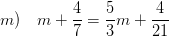 m) m + 4/7 = 5/3 m + 4/21